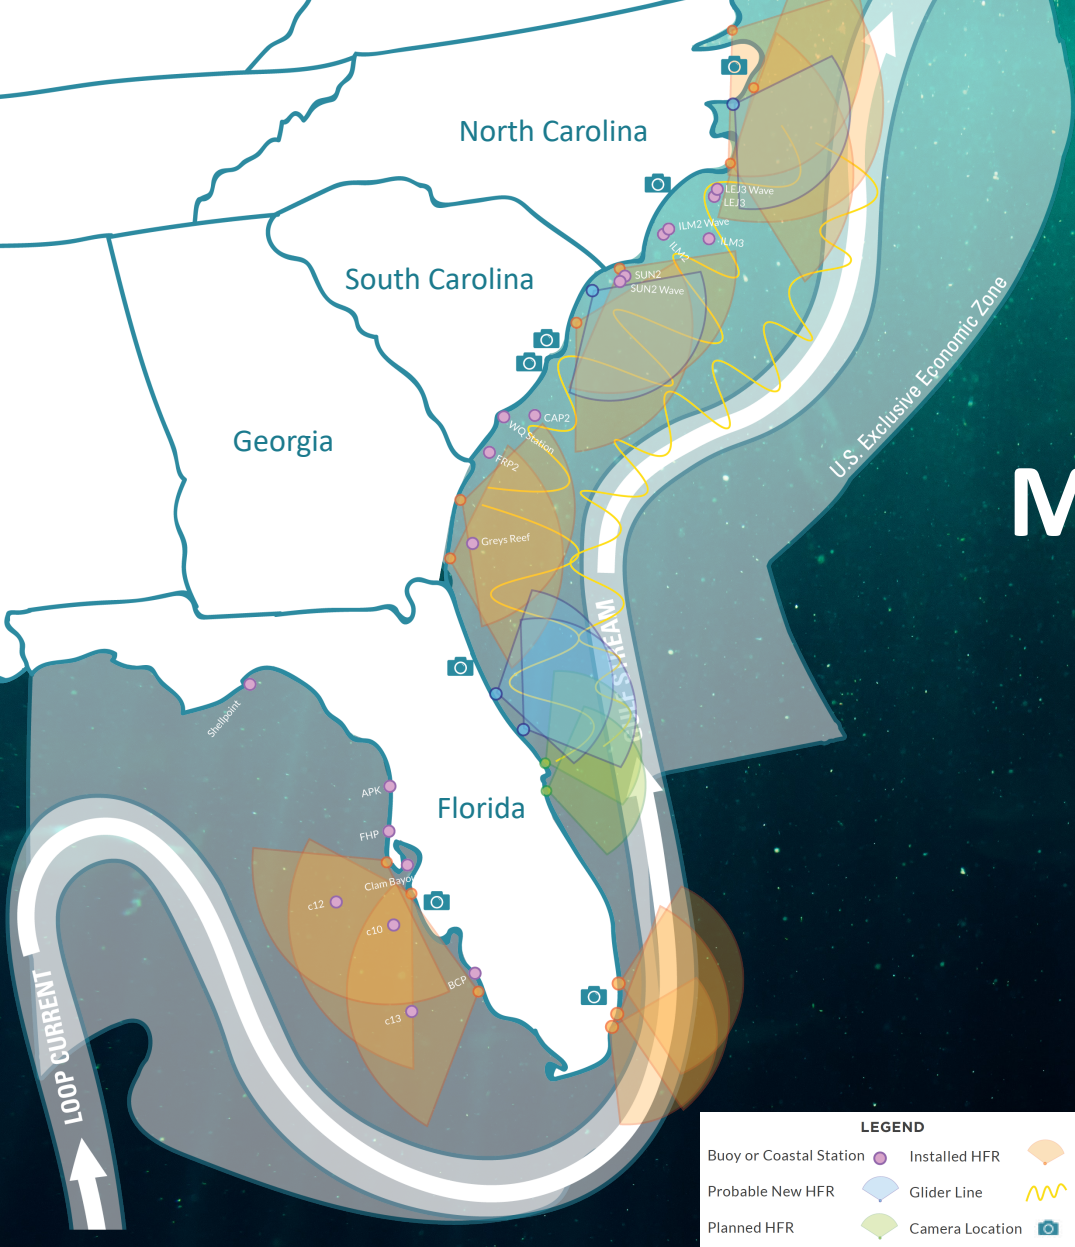 North Carolina
LEJ3 Wave
LEJ3
ILM2 Wave
ILM2
ILM3
South Carolina
SUN2
SUN2 Wave
U.S. Exclusive Economic Zone
CAP2
WQ Station
Georgia
FRP2
M
Greys Reef
GULF STREAM
Shellpoint
APK
Florida
FHP
Clam Bayou
c12
c10
BCP
c13
LOOP CURRENT
LEGEND
Buoy or Coastal Station
Installed HFR
Probable New HFR
Glider Line
Planned HFR
Camera Location